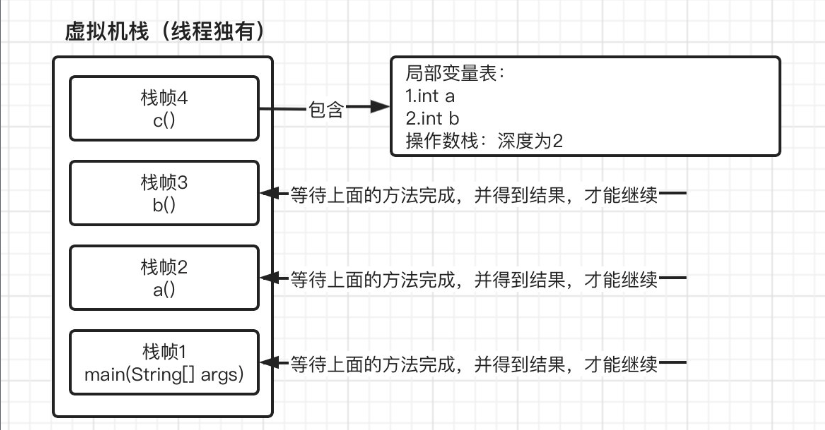 虚拟机栈（线程独有）
栈帧4
c()
包含
局部变量表：
1.int a
2.int b
操作数栈：深度为2
栈帧3
b()
等待上面的方法完成，并得到结果，才能继续
栈帧2
a()
等待上面的方法完成，并得到结果，才能继续
栈帧1
main(String[] args)
等待上面的方法完成，并得到结果，才能继续